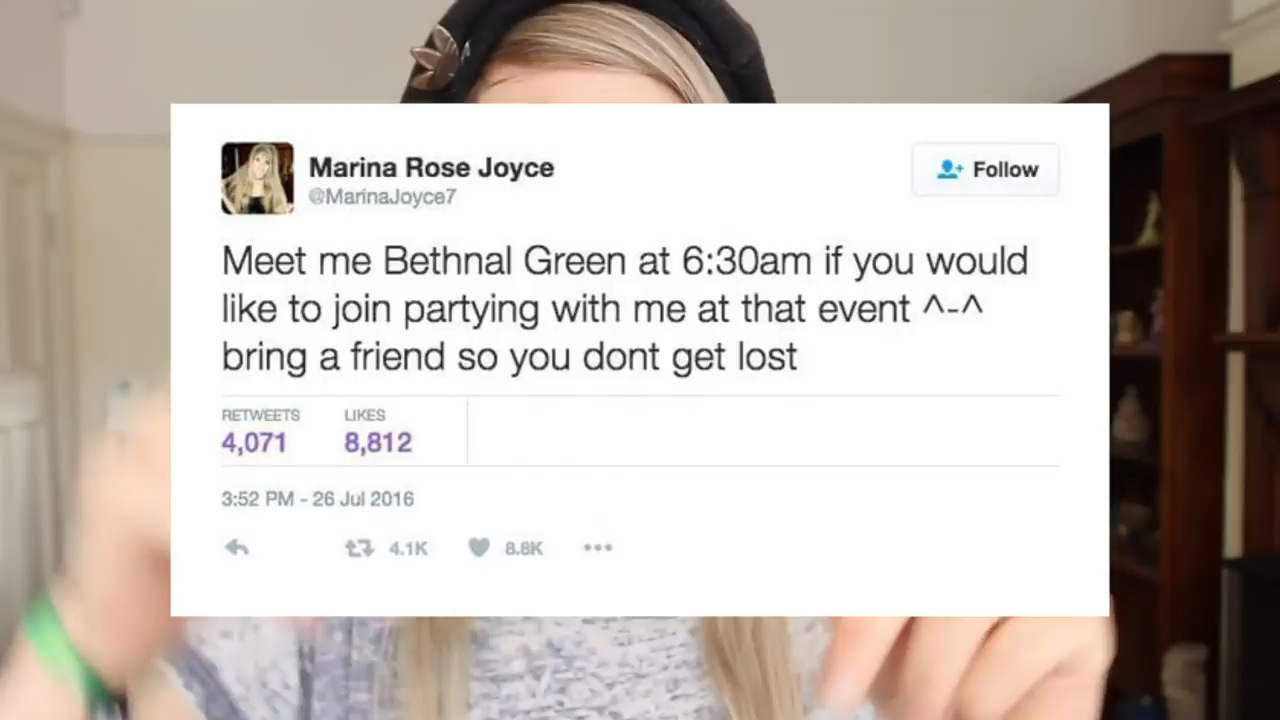 Marina Rose Joyce
@MarinaJoyce7
Follow
Meet me Bethnal Green at 6:30am if you would
like to join partying with me at that event ^-^
bring a friend so you dont get lost
RETWEETS LIKES
4,071 8,812
3:52 PM - 26 Jul 2016
4.1K 8.8K